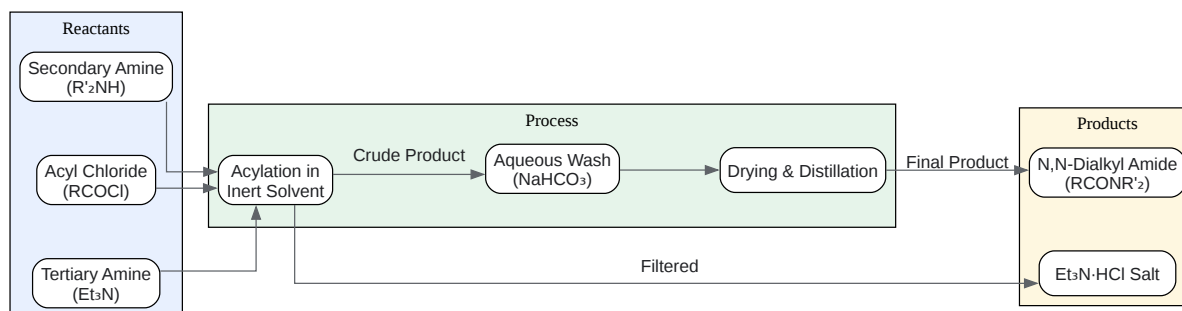 Reactants
Secondary Amine
(R'₂NH)
Acyl Chloride
(RCOCl)
Tertiary Amine
(Et₃N)
Process
Acylation in
Inert Solvent
Crude Product
Aqueous Wash
(NaHCO₃)
Drying & Distillation
Final Product
Filtered
Products
N,N-Dialkyl Amide
(RCONR'₂)
Et₃N·HCl Salt